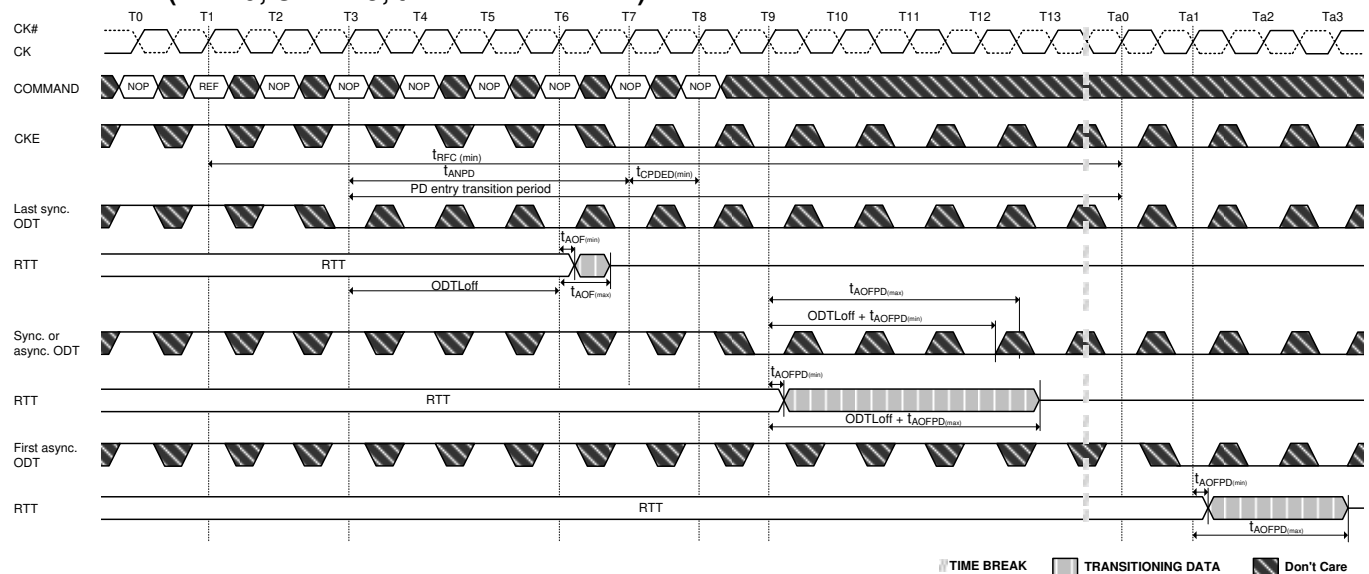 T0 T1 T2 T3 T4 T5 T6 T7 T8 T9 T10 T11 T12 T13 Ta0 Ta1 Ta2 Ta3
CK#
CK
COMMAND NOP REF NOP NOP NOP NOP NOP NOP NOP
CKE
tRFC (min)
tANPD tCPDED(min)
PD entry transition period
Last sync.
ODT
tAOF(min)
RTT RTT
ODTLoff tAOF(max)
tAOFPD(max)
ODTLoff + tAOFPD(min)
Sync. or
async. ODT
tAOFPD(min)
RTT RTT
ODTLoff + tAOFPD(max)
First async.
ODT
tAOFPD(min)
RTT RTT
tAOFPD(max)
TIME BREAK TRANSITIONING DATA Don't Care